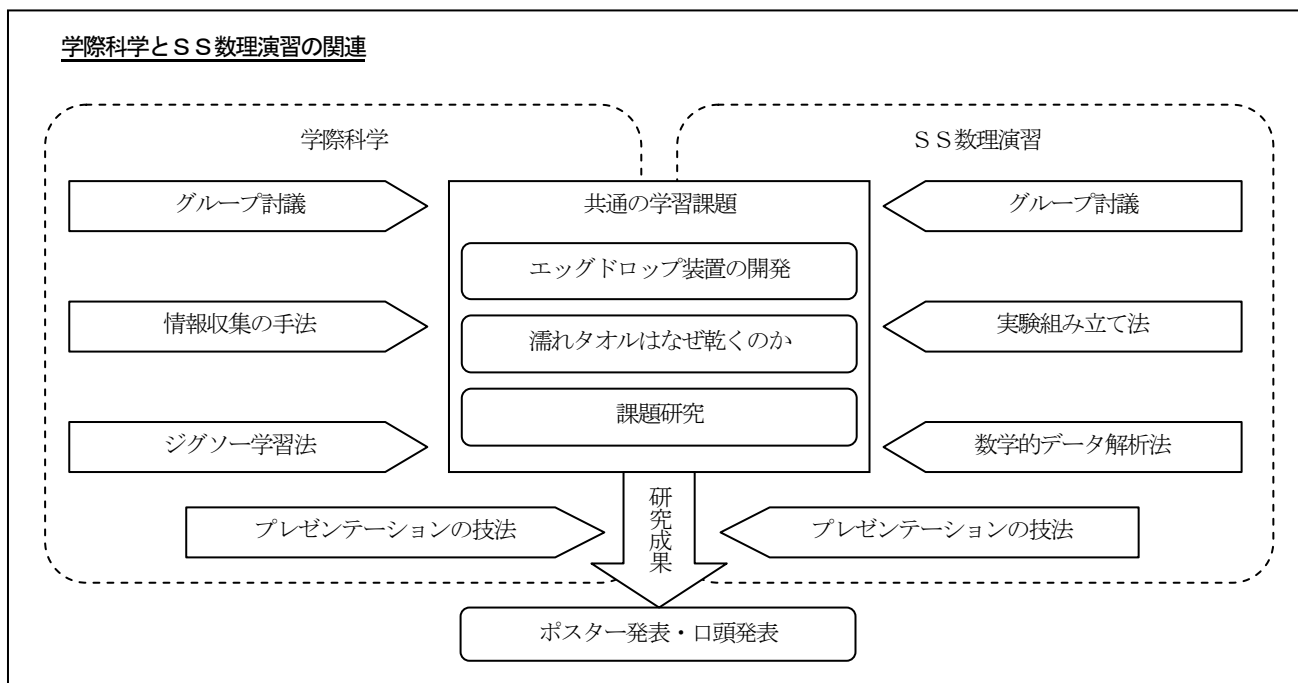 学際科学とSS数理演習の関連
学際科学
SS数理演習
グループ討議
共通の学習課題
グループ討議
エッグドロップ装置の開発
情報収集の手法
濡れタオルはなぜ乾くのか
実験組み立て法
課題研究
ジグソー学習法
数学的データ解析法
研究成果
プレゼンテーションの技法
プレゼンテーションの技法
ポスター発表・口頭発表